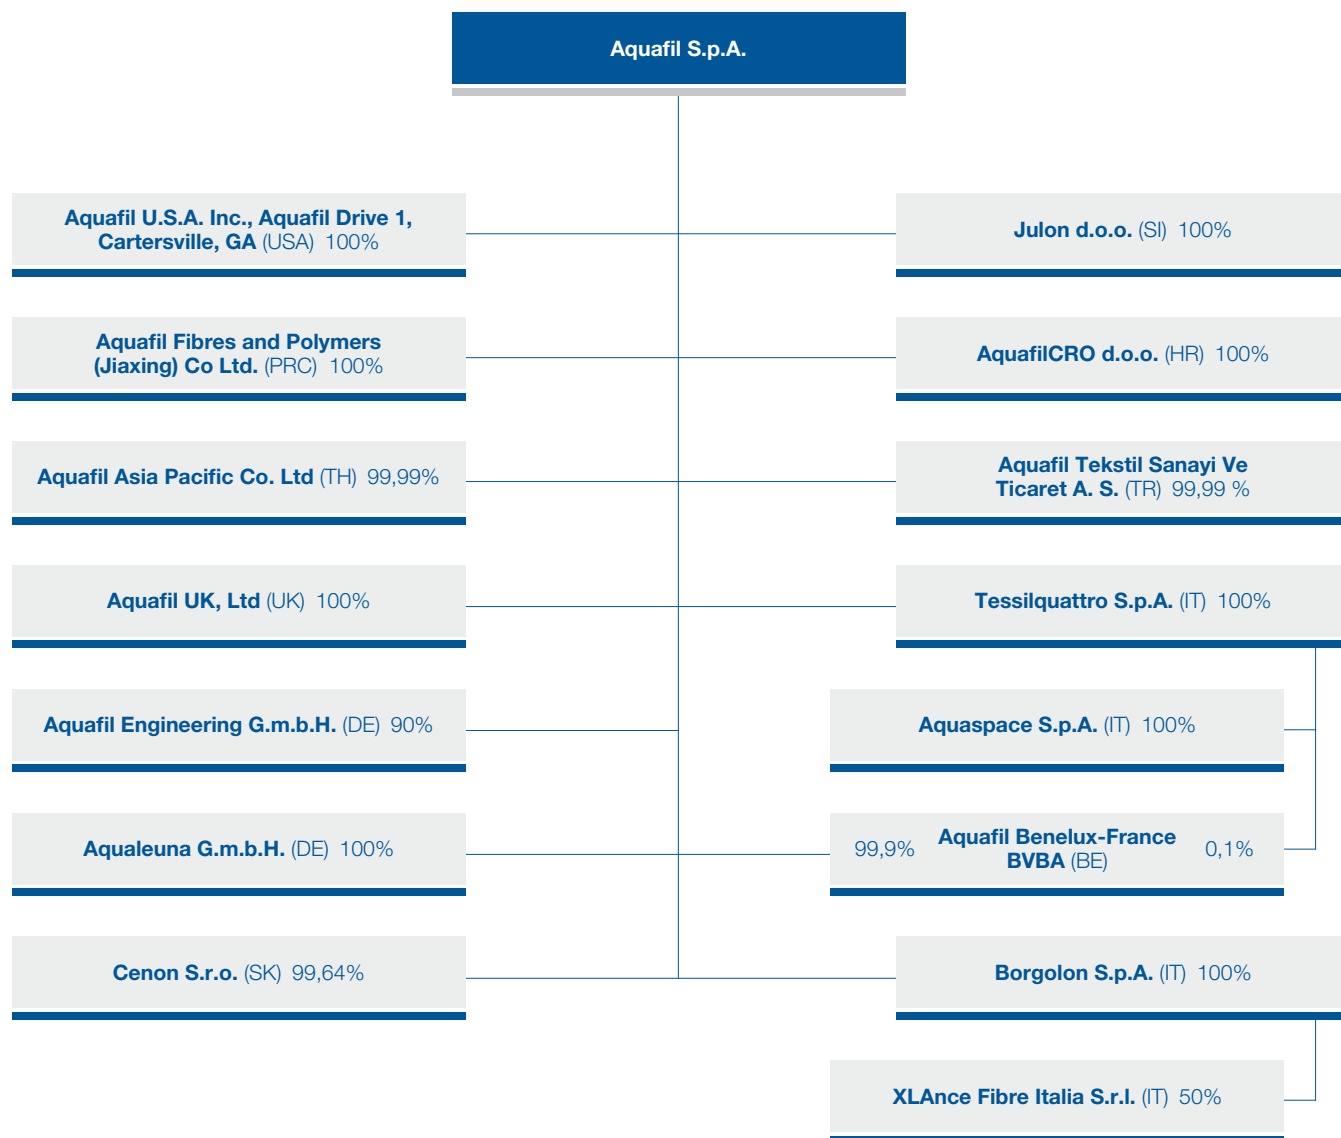 Aquafil S.p.A.
Aquafil U.S.A. Inc., Aquafil Drive 1,
Cartersville, GA (USA) 100%
Julon d.o.o. (SI) 100%
Aquafil Fibres and Polymers
(Jiaxing) Co Ltd. (PRC) 100%
AquafilCRO d.o.o. (HR) 100%
Aquafil Asia Pacific Co. Ltd (TH) 99,99%
Aquafil Tekstil Sanayi Ve
Ticaret A. S. (TR) 99,99 %
Aquafil UK, Ltd (UK) 100%
Tessilquattro S.p.A. (IT) 100%
Aquafil Engineering G.m.b.H. (DE) 90%
Aquaspace S.p.A. (IT) 100%
Aqualeuna G.m.b.H. (DE) 100%
99,9%
Aquafil Benelux-France
BVBA (BE)
0,1%
Cenon S.r.o. (SK) 99,64%
Borgolon S.p.A. (IT) 100%
XLAnce Fibre Italia S.r.l. (IT) 50%